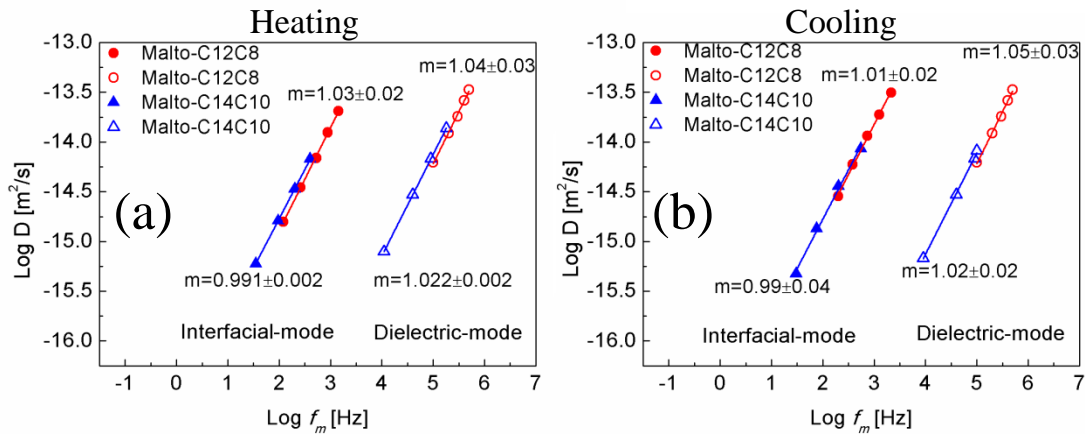 Heating
-13.0
-13.5
-14.0
-14.5
-15.0
-15.5
-16.0
Log D [m²/s]
Malto-C12C8
Malto-C12C8
Malto-C14C10
Malto-C14C10
m=1.04±0.03
m=1.03±0.02
(a)
m=0.991±0.002
m=1.022±0.002
Interfacial-mode
Dielectric-mode
-1 0 1 2 3 4 5 6 7
Log fm [Hz]
Cooling
-13.0
-13.5
-14.0
-14.5
-15.0
-15.5
-16.0
Log D [m²/s]
Malto-C12C8
Malto-C12C8
Malto-C14C10
Malto-C14C10
m=1.05±0.03
m=1.01±0.02
(b)
m=1.02±0.02
m=0.99±0.04
Interfacial-mode
Dielectric-mode
-1 0 1 2 3 4 5 6 7
Log fm [Hz]